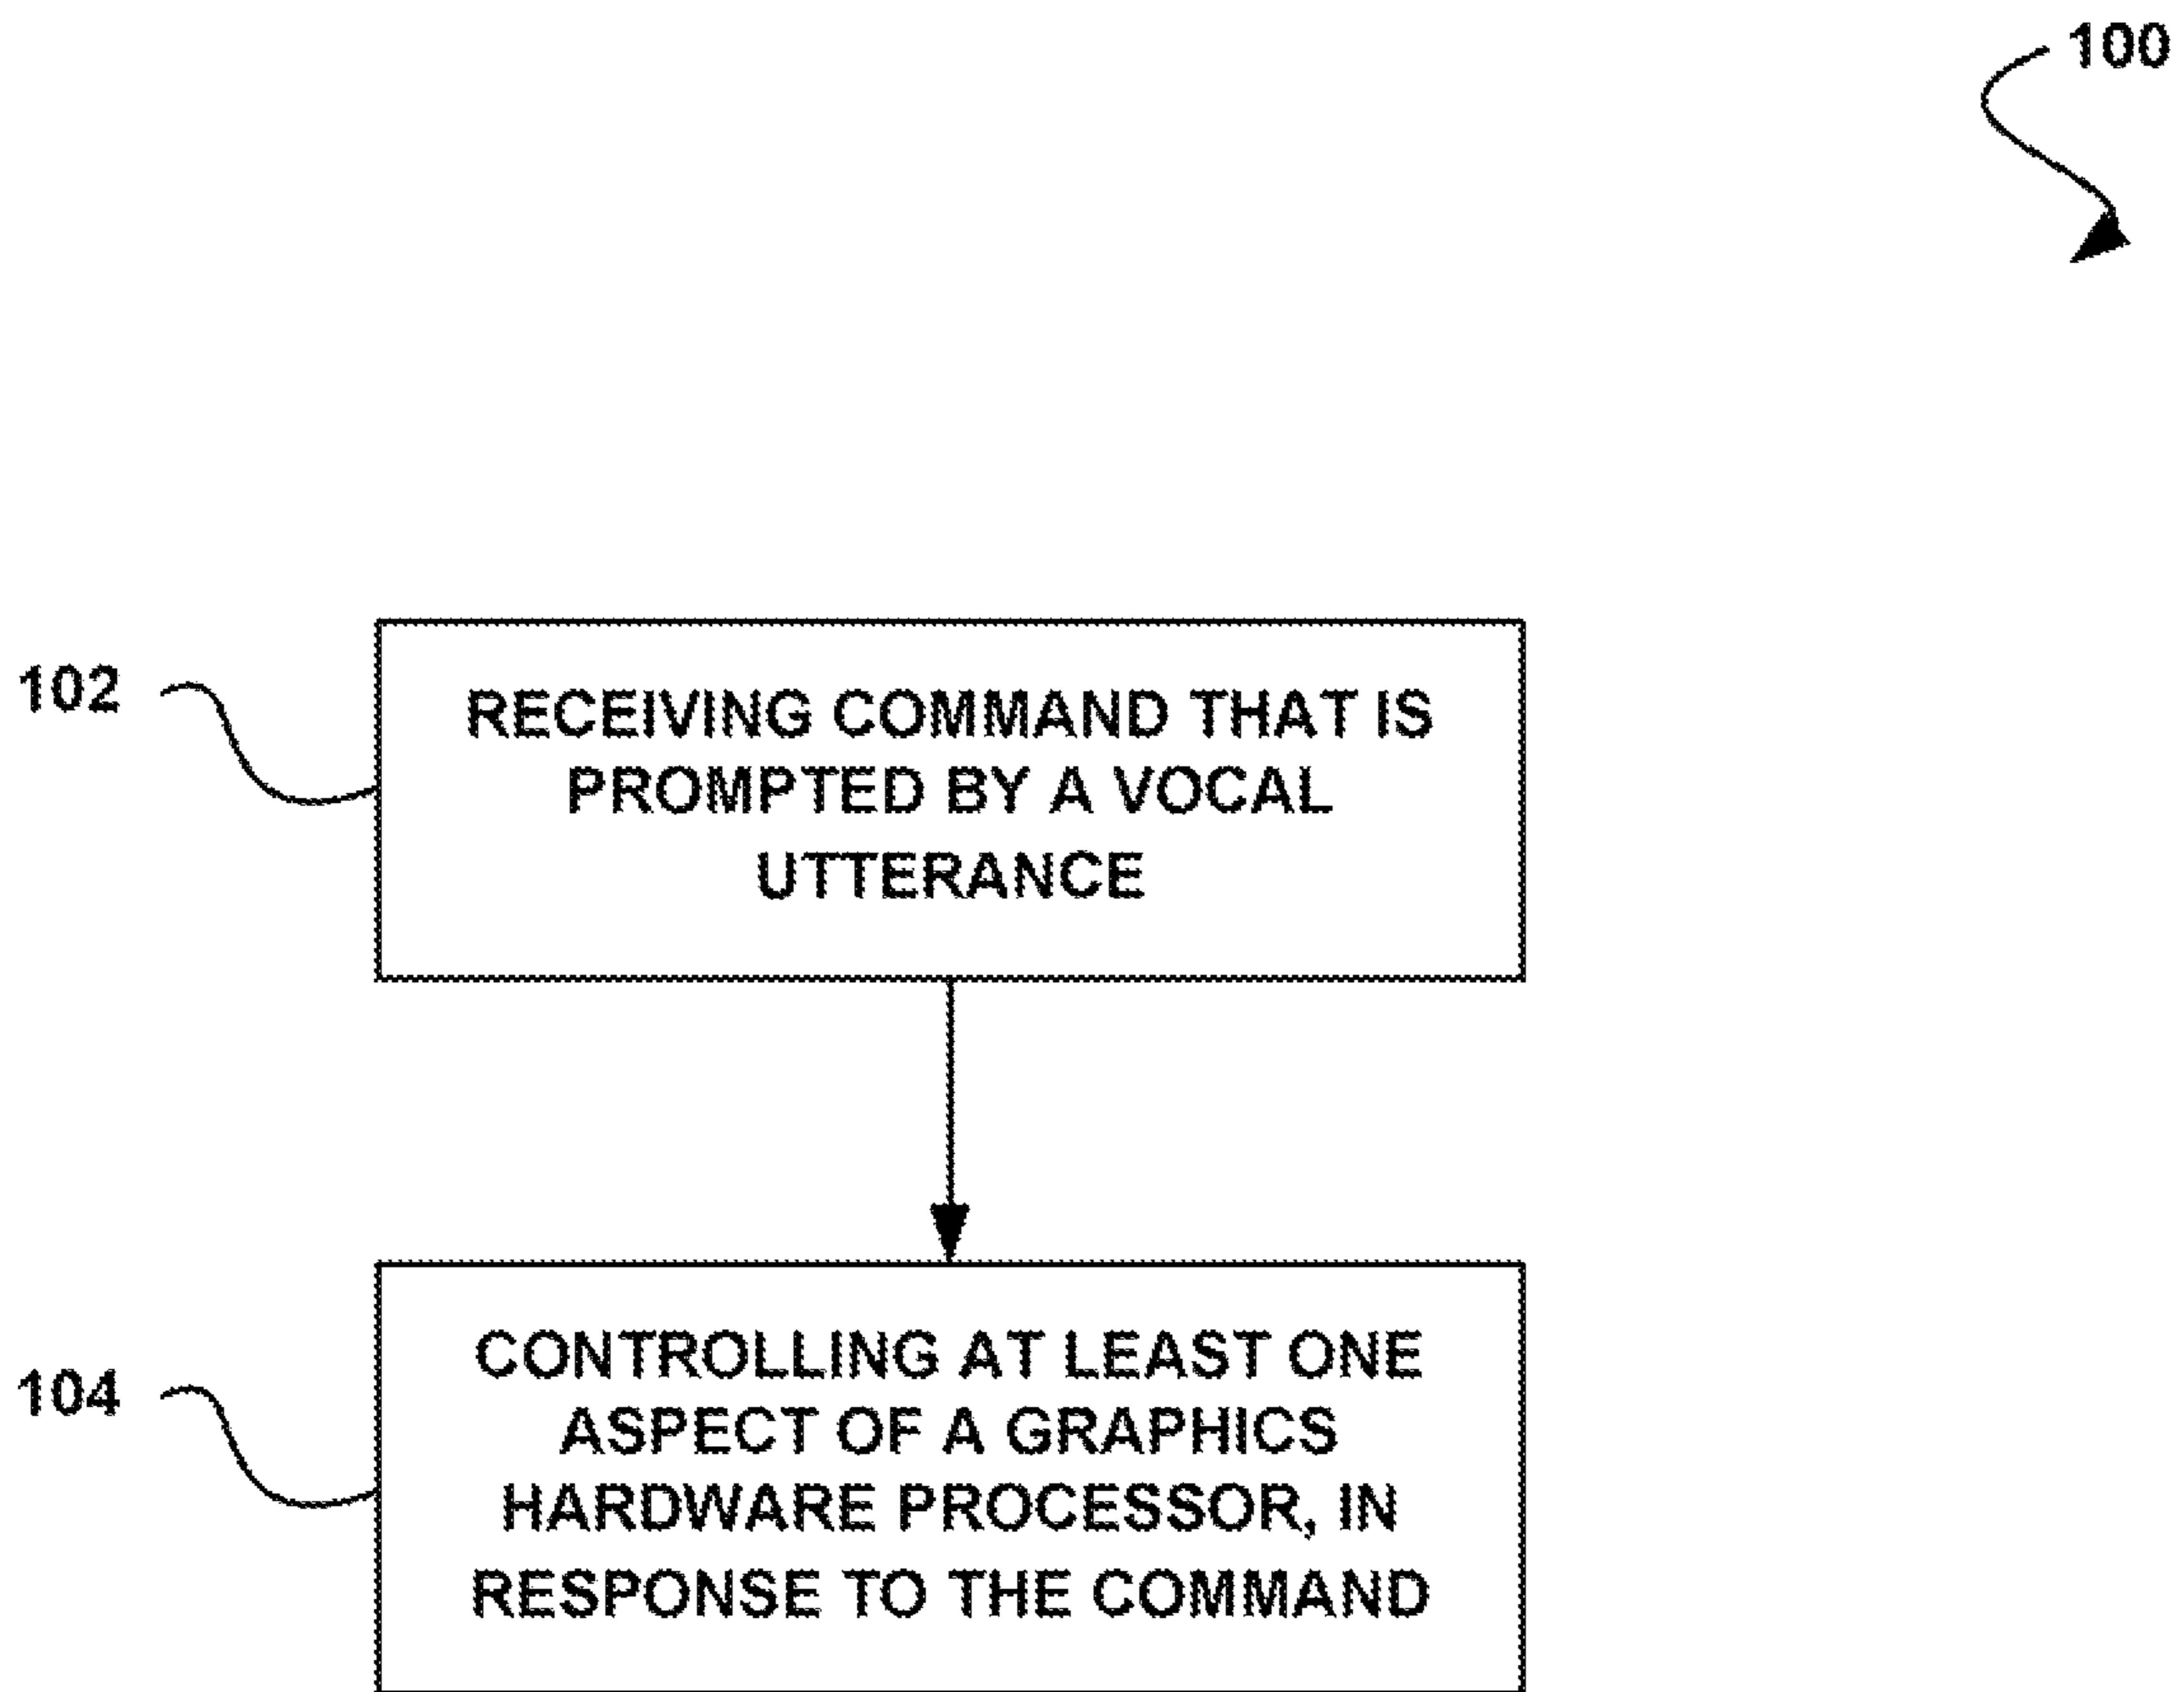 100
102
RECEIVING COMMAND THAT IS
PROMPTED BY A VOCAL
UTTERANCE
104
CONTROLLING AT LEAST ONE
ASPECT OF A GRAPHICS
HARDWARE PROCESSOR, IN
RESPONSE TO THE COMMAND